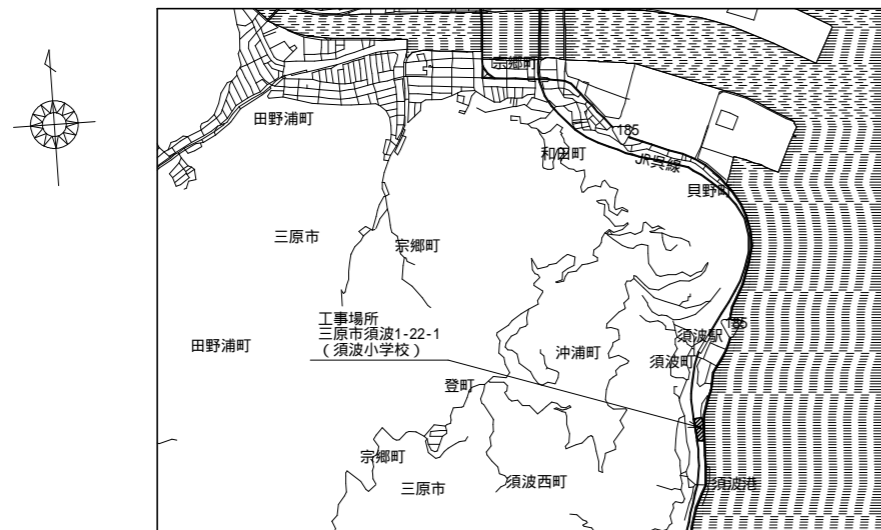 宗郷町
田野浦町
185
和田町
JR呉線
貝野町
三原市
宗郷町
工事場所
三原市須波1-22-1
（須波小学校）
185
須波駅
田野浦町
沖浦町
須波町
登町
宗郷町
三原市
須波西町
須波港